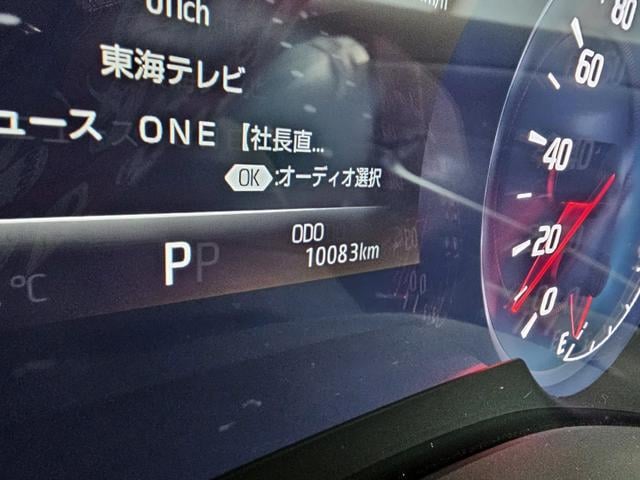 011ch
東海テレビ
ュース ONE 【社長直...
OK :オーディオ選択
ODO
P
10083km
℃
80
60
40
20
0
E